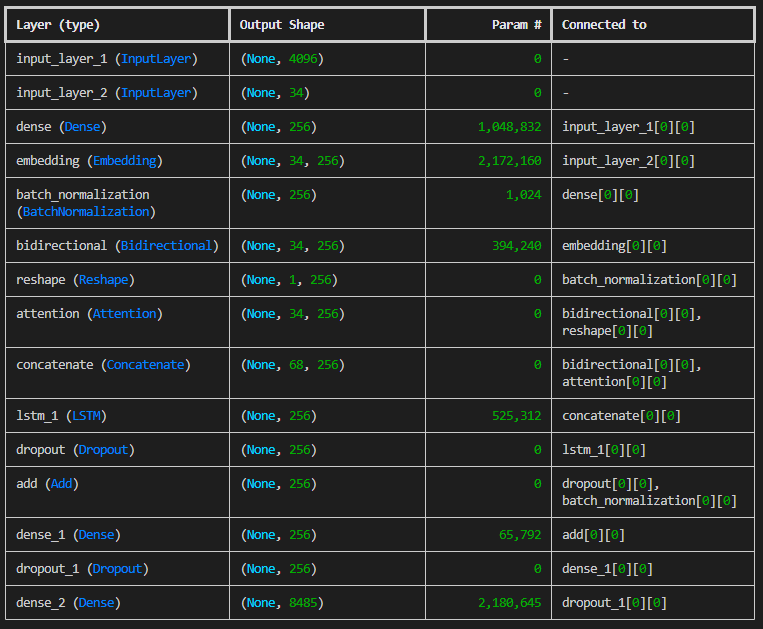 Layer (type) Output Shape Param # Connected to
input_layer_1 (InputLayer) (None, 4096) 0 -
input_layer_2 (InputLayer) (None, 34) 0 -
dense (Dense) (None, 256) 1,048,832 input_layer_1[0][0]
embedding (Embedding) (None, 34, 256) 2,172,160 input_layer_2[0][0]
batch_normalization (None, 256) 1,024 dense[0][0]
(BatchNormalization)
bidirectional (Bidirectional) (None, 34, 256) 394,240 embedding[0][0]
reshape (Reshape) (None, 1, 256) 0 batch_normalization[0][0]
attention (Attention) (None, 34, 256) 0 bidirectional[0][0],
reshape[0][0]
concatenate (Concatenate) (None, 68, 256) 0 bidirectional[0][0],
attention[0][0]
lstm_1 (LSTM) (None, 256) 525,312 concatenate[0][0]
dropout (Dropout) (None, 256) 0 lstm_1[0][0]
add (Add) (None, 256) 0 dropout[0][0],
batch_normalization[0][0]
dense_1 (Dense) (None, 256) 65,792 add[0][0]
dropout_1 (Dropout) (None, 256) 0 dense_1[0][0]
dense_2 (Dense) (None, 8485) 2,180,645 dropout_1[0][0]